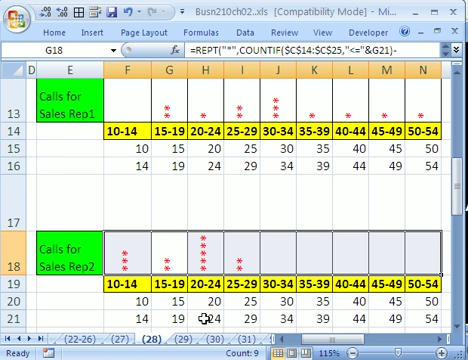 Busn210ch02.xls [Compatibility Mode] - Mi...
Home Insert Page Layout Formulas Data Review View Developer
G18 fx =REPT("*",COUNTIF($C$14:$C$25,"<="&G21)-
D E F G H I J K L M N
13 Calls for Sales Rep1 ** * *** **** * * * *
14 10-14 15-19 20-24 25-29 30-34 35-39 40-44 45-49 50-54
15 10 15 20 25 30 35 40 45 50
16 14 19 24 29 34 39 44 49 54
17
18 Calls for Sales Rep2 *** ** ***** **
19 10-14 15-19 20-24 25-29 30-34 35-39 40-44 45-49 50-54
20 10 15 20 25 30 35 40 45 50
21 14 19 24 29 34 39 44 49 54
(22-26) (27) (28) (29) (30) (31)
Count: 9 115%